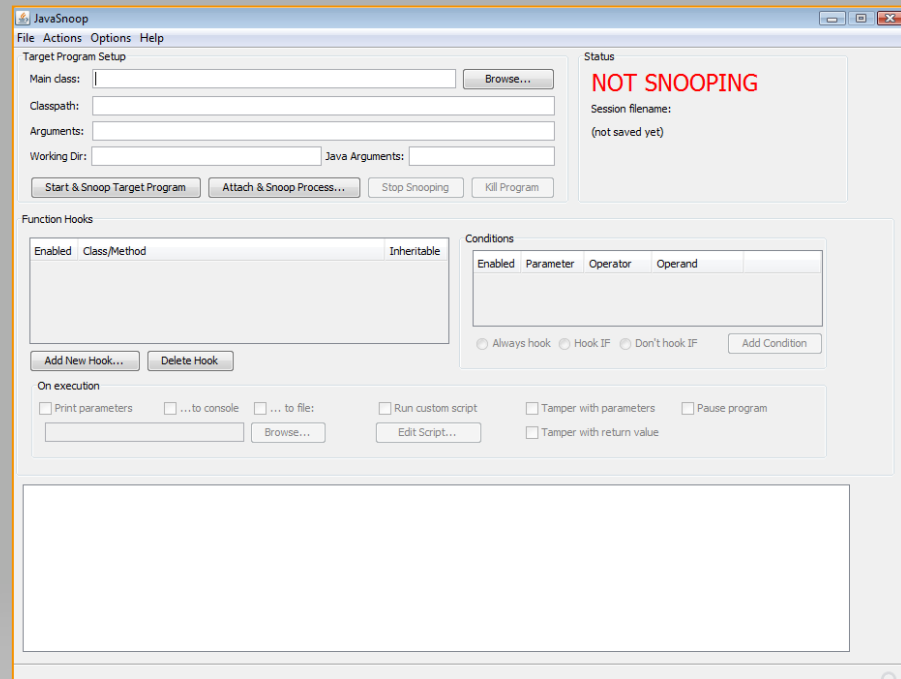 JavaSnoop
File Actions Options Help
Target Program Setup
Main class: Browse...
Classpath:
Arguments:
Working Dir: Java Arguments:
Start & Snoop Target Program Attach & Snoop Process... Stop Snooping Kill Program
Status
NOT SNOOPING
Session filename:
(not saved yet)
Function Hooks
Enabled Class/Method Inheritable
Add New Hook... Delete Hook
Conditions
Enabled Parameter Operator Operand
Always hook Hook IF Don't hook IF Add Condition
On execution
Print parameters ...to console ... to file: Run custom script Tamper with parameters Pause program
Browse... Edit Script... Tamper with return value